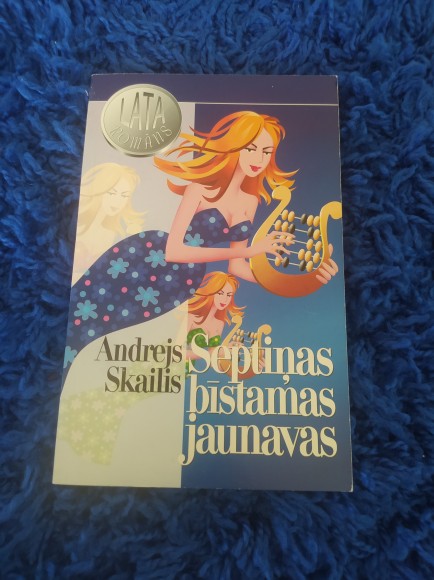 LATA
ROMĀNS
Andrejs
Skailis
Septiņas
bīstamas
jaunavas